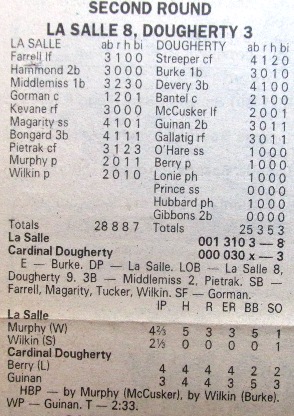 SECOND ROUND
LA SALLE 8, DOUGHERTY 3
LA SALLE ab r h bi DOUGHERTY ab r h bi
Farrell lf 3 1 0 0 Streeper cf 4 1 2 0
Hammond 2b 3 0 0 0 Burke 1b 3 0 1 0
Middlemiss 1b 3 2 3 0 Devery 3b 4 1 0 0
Gorman c 1 2 0 1 Bantel c 2 1 0 0
Kevane rf 3 0 0 0 McCusker lf 2 0 0 1
Magarity ss 4 1 0 1 Guinan 2b 3 0 1 1
Bongard 3b 4 1 1 1 Gallatig rf 3 0 1 1
Pietrak cf 3 1 2 3 O'Hare ss 1 0 0 0
Murphy p 2 0 1 1 Berry p 1 0 0 0
Wilkin p 2 0 1 0 Lonie ph 1 0 0 0
Prince ss 0 0 0 0
Hubbard ph 1 0 0 0
Gibbons 2b 0 0 0 0
Totals 28 8 8 7 Totals 25 3 5 3
La Salle 001 310 3 — 8
Cardinal Dougherty 000 030 x — 3
E — Burke. DP — La Salle. LOB — La Salle 8,
Dougherty 9. 3B — Middlemiss 2, Pietrak. SB —
Farrell, Magarity, Tucker, Wilkin. SF — Gorman.
IP. H R ER BB SO
La Salle
Murphy (W) 4⅔ 5 3 3 5 1
Wilkin (S) 2⅓ 0 0 0 0 1
Cardinal Dougherty
Berry (L) 4 4 4 4 2 2
Guinan 3 4 4 3 5 3
HBP — by Murphy (McCusker), by Wilkin (Burke).
WP — Guinan. T — 2:33.